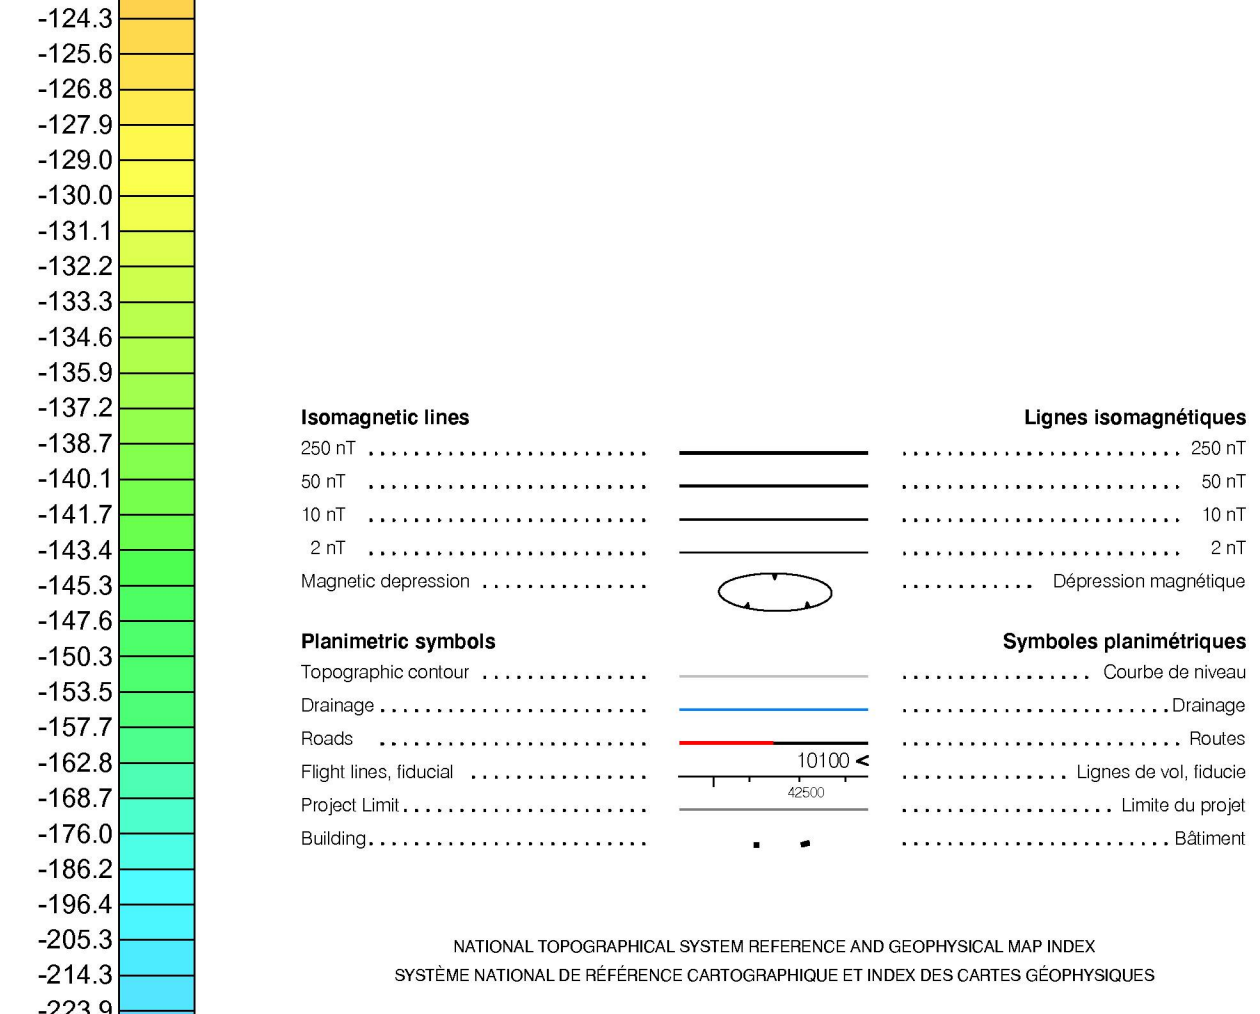 -124.3
-125.6
-126.8
-127.9
-129.0
-130.0
-131.1
-132.2
-133.3
-134.6
-135.9
-137.2
-138.7
-140.1
-141.7
-143.4
-145.3
-147.6
-150.3
-153.5
-157.7
-162.8
-168.7
-176.0
-186.2
-196.4
-205.3
-214.3
-223.9
Isomagnetic lines Lignes isomagnétiques
250 nT 250 nT
50 nT 50 nT
10 nT 10 nT
2 nT 2 nT
Magnetic depression Dépression magnétique
Planimetric symbols Symboles planimétriques
Topographic contour Courbe de niveau
Drainage Drainage
Roads Routes
10100 <
Flight lines, fiducial Lignes de vol, fiducie
42500
Project Limit Limite du projet
Building Bâtiment
NATIONAL TOPOGRAPHICAL SYSTEM REFERENCE AND GEOPHYSICAL MAP INDEX
SYSTÈME NATIONAL DE RÉFÉRENCE CARTOGRAPHIQUE ET INDEX DES CARTES GÉOPHYSIQUES